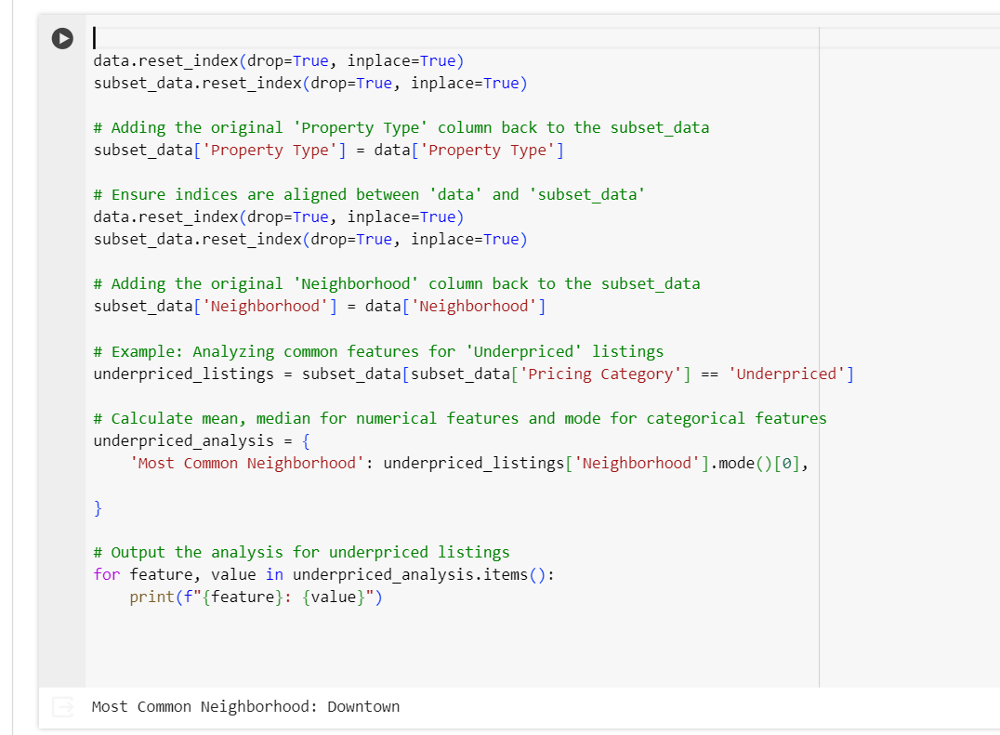 data.reset_index(drop=True, inplace=True)
subset_data.reset_index(drop=True, inplace=True)
# Adding the original 'Property Type' column back to the subset_data
subset_data['Property Type'] = data['Property Type']
# Ensure indices are aligned between 'data' and 'subset_data'
data.reset_index(drop=True, inplace=True)
subset_data.reset_index(drop=True, inplace=True)
# Adding the original 'Neighborhood' column back to the subset_data
subset_data['Neighborhood'] = data['Neighborhood']
# Example: Analyzing common features for 'Underpriced' listings
underpriced_listings = subset_data[subset_data['Pricing Category'] == 'Underpriced']
# Calculate mean, median for numerical features and mode for categorical features
underpriced_analysis = {
    'Most Common Neighborhood': underpriced_listings['Neighborhood'].mode()[0],
}
# Output the analysis for underpriced listings
for feature, value in underpriced_analysis.items():
    print(f"{feature}: {value}")
Most Common Neighborhood: Downtown